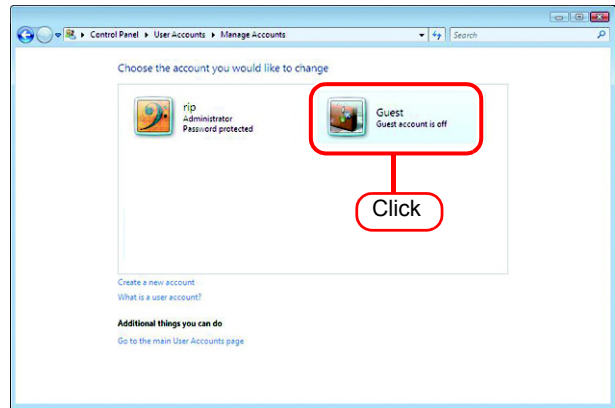 Control Panel ▸ User Accounts ▸ Manage Accounts
Search
Choose the account you would like to change
rip
Administrator
Password protected
Guest
Guest account is off
Click
Create a new account
What is a user account?
Additional things you can do
Go to the main User Accounts page